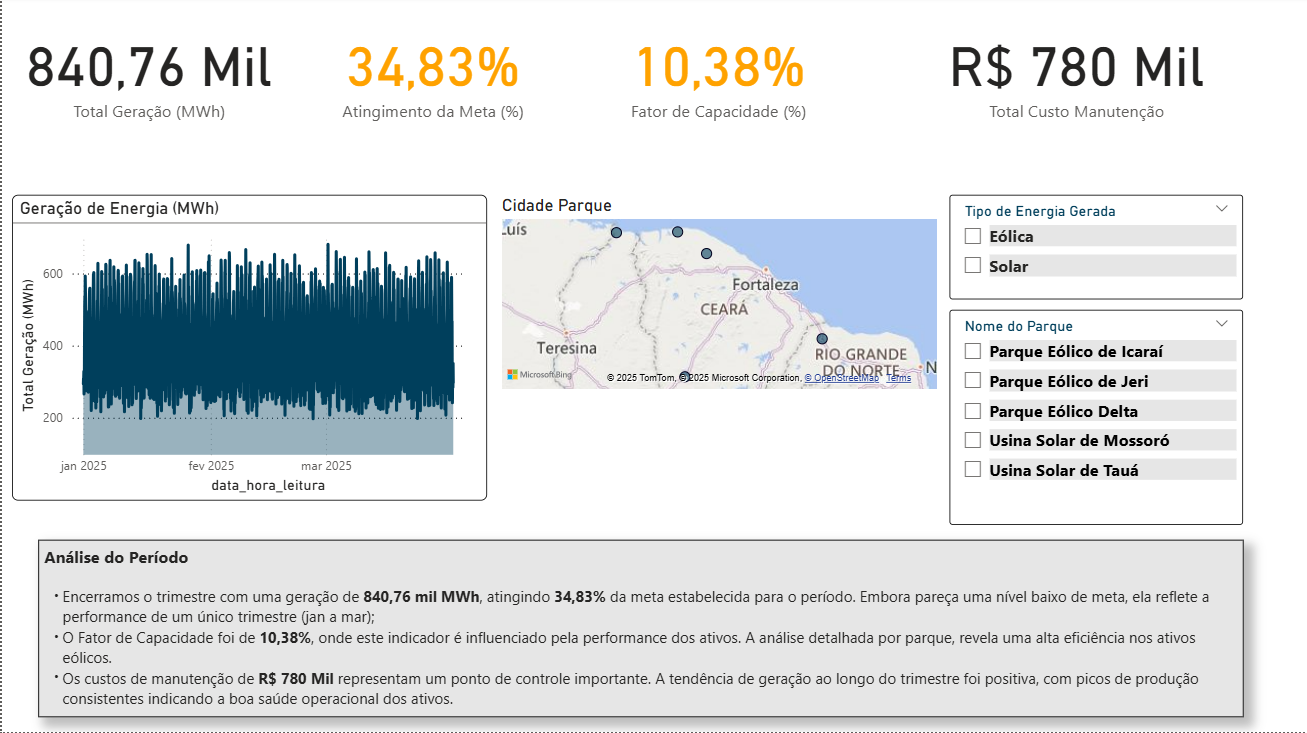 840,76 Mil
Total Geração (MWh)
34,83%
Atingimento da Meta (%)
10,38%
Fator de Capacidade (%)
R$ 780 Mil
Total Custo Manutenção
Geração de Energia (MWh)
Total Geração (MWh)
600
400
200
jan 2025
fev 2025
mar 2025
data_hora_leitura
Cidade Parque
Luís
Fortaleza
CEARÁ
Teresina
RIO GRANDE
DO NORTE
N
Microsoft Bing
© 2025 TomTom, © 2025 Microsoft Corporation, © OpenStreetMap Terms
Tipo de Energia Gerada
Eólica
Solar
Nome do Parque
Parque Eólico de Icaraí
Parque Eólico de Jeri
Parque Eólico Delta
Usina Solar de Mossoró
Usina Solar de Tauá
Análise do Período
• Encerramos o trimestre com uma geração de 840,76 mil MWh, atingindo 34,83% da meta estabelecida para o período. Embora pareça uma nível baixo de meta, ela reflete a
performance de um único trimestre (jan a mar);
• O Fator de Capacidade foi de 10,38%, onde este indicador é influenciado pela performance dos ativos. A análise detalhada por parque, revela uma alta eficiência nos ativos
eólicos.
• Os custos de manutenção de R$ 780 Mil representam um ponto de controle importante. A tendência de geração ao longo do trimestre foi positiva, com picos de produção
consistentes indicando a boa saúde operacional dos ativos.